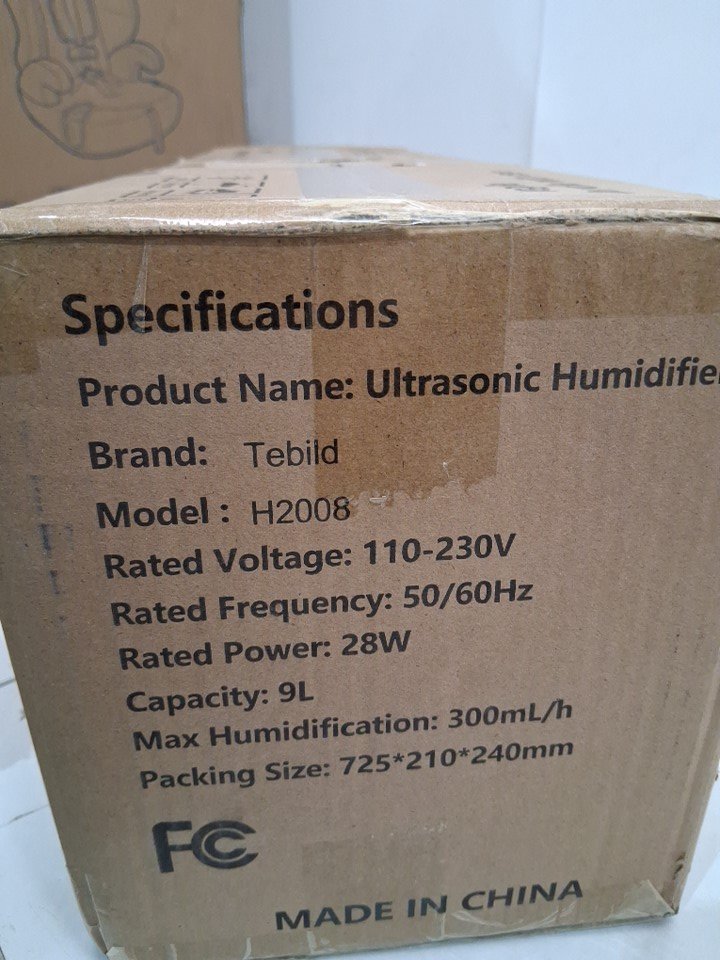 Specifications
Product Name: Ultrasonic Humidifier
Brand: Tebild
Model : H2008
Rated Voltage: 110-230V
Rated Frequency: 50/60Hz
Rated Power: 28W
Capacity: 9L
Max Humidification: 300mL/h
Packing Size: 725*210*240mm
FC
MADE IN CHINA